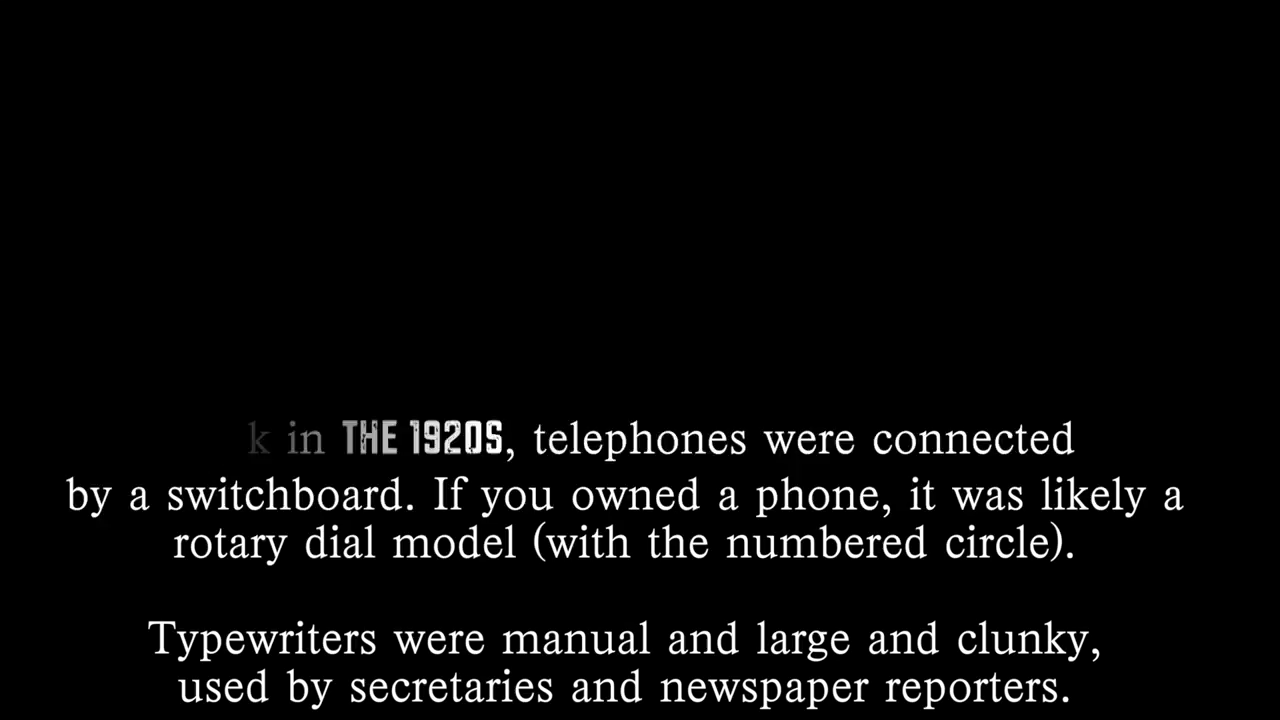 k in THE 1920S, telephones were connected
by a switchboard. If you owned a phone, it was likely a
rotary dial model (with the numbered circle).
Typewriters were manual and large and clunky,
used by secretaries and newspaper reporters.